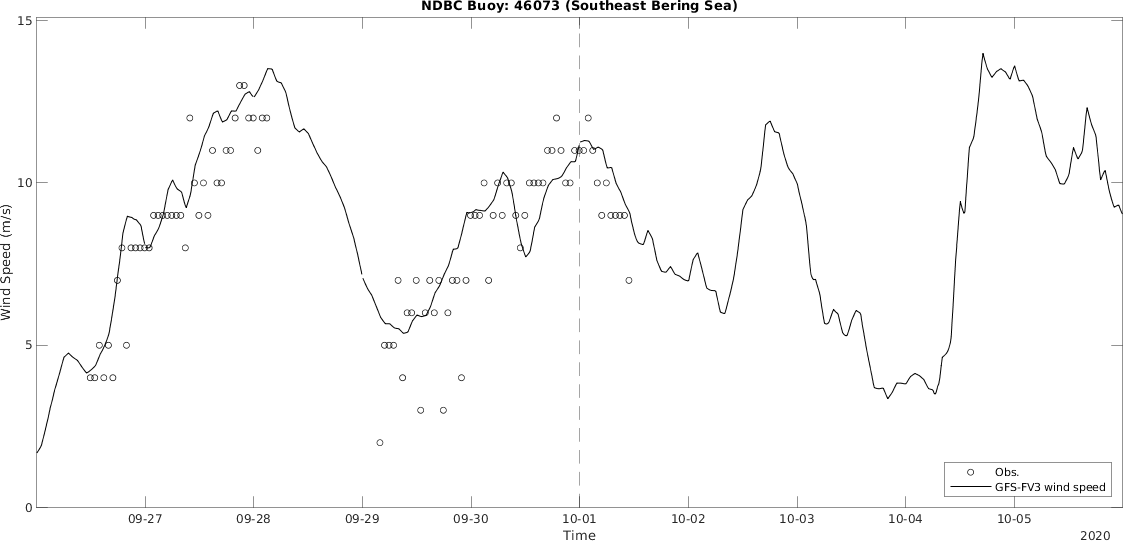 NDBC Buoy: 46073 (Southeast Bering Sea)
15
10
5
0
Wind Speed (m/s)
09-27 09-28 09-29 09-30 10-01 10-02 10-03 10-04 10-05
Time
2020
Obs.
GFS-FV3 wind speed